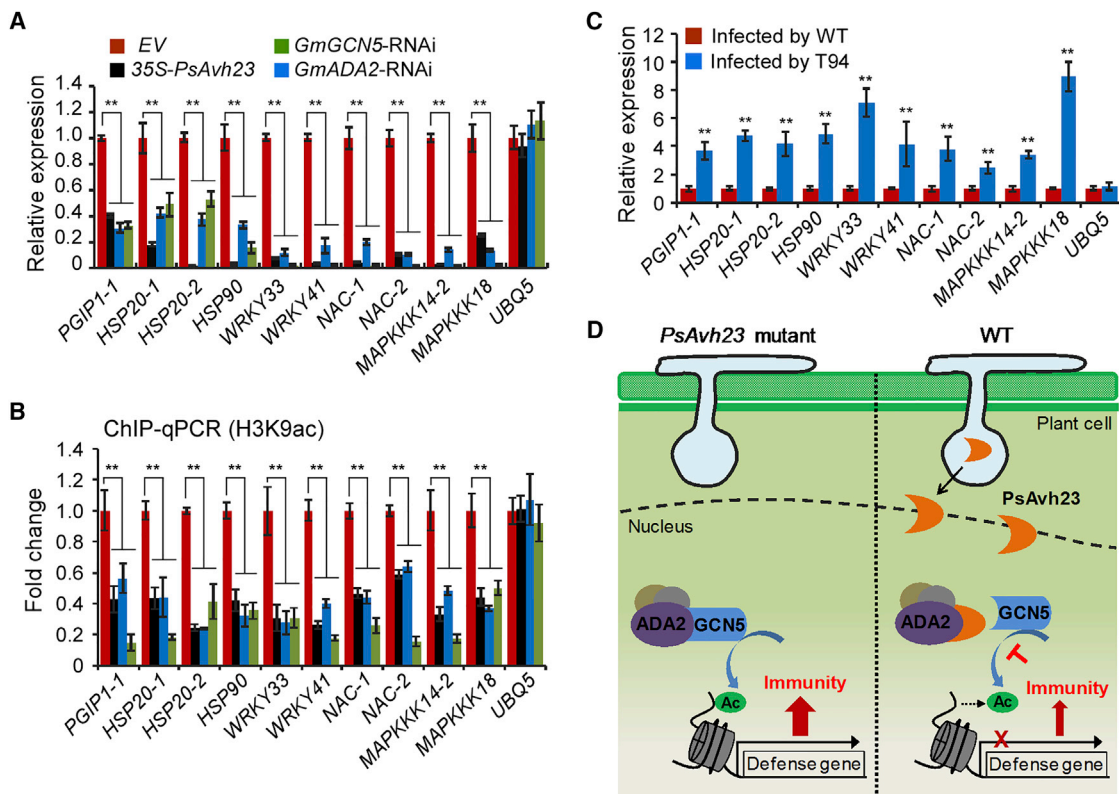 A
EV
GmGCN5-RNAi
35S-PsAvh23
GmADA2-RNAi
Relative expression
1.4
1.2
1.0
0.8
0.6
0.4
0.2
0
** ** ** ** ** ** ** ** ** **
PGIP1-1 HSP20-1 HSP20-2 HSP90 WRKY33 WRKY41 NAC-1 NAC-2 MAPKKK14-2 MAPKKK18 UBQ5
B
ChIP-qPCR (H3K9ac)
Fold change
1.4
1.2
1.0
0.8
0.6
0.4
0.2
0
** ** ** ** ** ** ** ** ** **
PGIP1-1 HSP20-1 HSP20-2 HSP90 WRKY33 WRKY41 NAC-1 NAC-2 MAPKKK14-2 MAPKKK18 UBQ5
C
Infected by WT
Infected by T94
Relative expression
12
10
8
6
4
2
0
** ** ** ** ** ** ** ** ** **
PGIP1-1 HSP20-1 HSP20-2 HSP90 WRKY33 WRKY41 NAC-1 NAC-2 MAPKKK14-2 MAPKKK18 UBQ5
D
PsAvh23 mutant
WT
Plant cell
PsAvh23
Nucleus
ADA2 GCN5
Ac
Immunity
Defense gene
ADA2 GCN5
Ac
Immunity
X
Defense gene